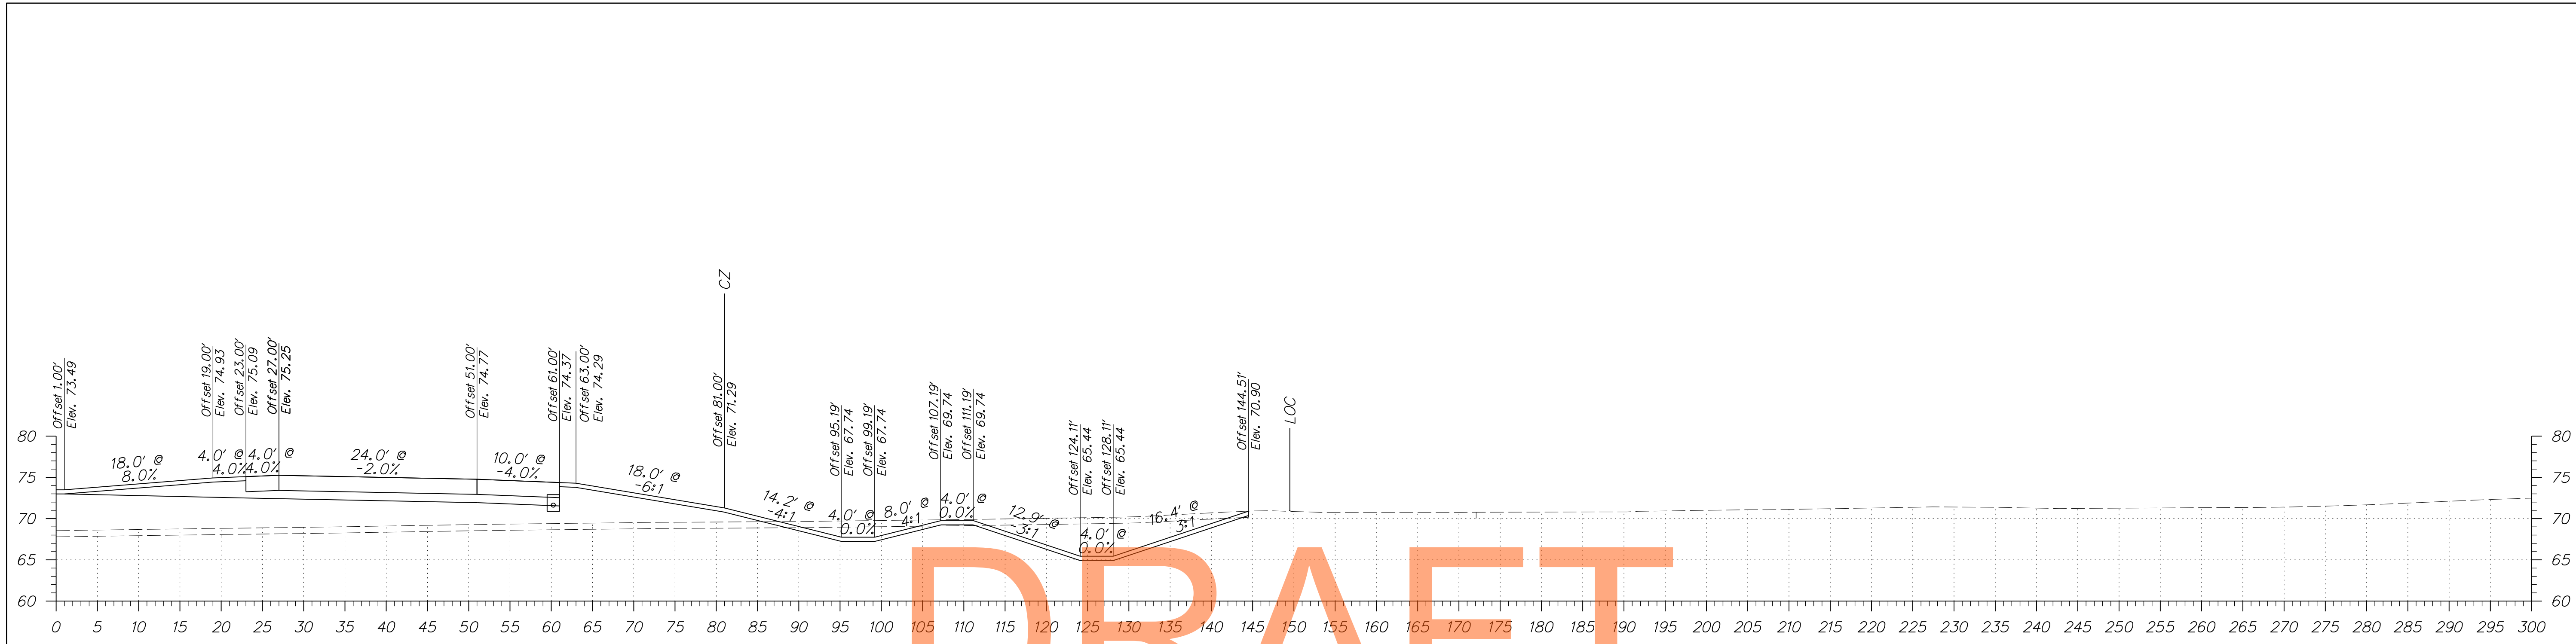 CZ
LOC
Offset 1.00'
Elev. 73.49
Offset 19.00'
Elev. 74.93
Offset 23.00'
Elev. 75.09
Offset 27.00'
Elev. 75.25
Offset 51.00'
Elev. 74.77
Offset 61.00'
Elev. 74.37
Offset 63.00'
Elev. 74.29
Offset 81.00'
Elev. 71.29
Offset 95.19'
Elev. 67.74
Offset 99.19'
Elev. 67.74
Offset 107.19'
Elev. 69.74
Offset 111.19'
Elev. 69.74
Offset 124.11'
Elev. 65.44
Offset 128.11'
Elev. 65.44
Offset 144.51'
Elev. 70.90
18.0' @
8.0%
4.0' @
4.0%
4.0' @
4.0%
24.0' @
-2.0%
10.0' @
-4.0%
18.0' @
-6:1
14.2' @
-4:1
4.0' @
0.0%
8.0' @
4:1
4.0' @
0.0%
12.9' @
-3:1
4.0' @
0.0%
16.4' @
3:1
80
75
70
65
60
80
75
70
65
60
0 5 10 15 20 25 30 35 40 45 50 55 60 65 70 75 80 85 90 95 100 105 110 115 120 125 130 135 140 145 150 155 160 165 170 175 180 185 190 195 200 205 210 215 220 225 230 235 240 245 250 255 260 265 270 275 280 285 290 295 300
DRAFT